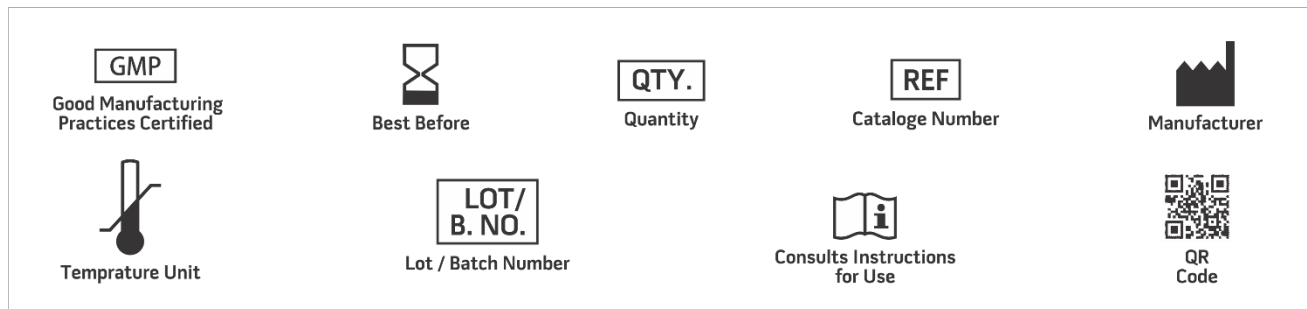 GMP
Good Manufacturing
Practices Certified
Best Before
QTY.
Quantity
REF
Cataloge Number
Manufacturer
Temprature Unit
LOT/
B. NO.
Lot / Batch Number
i
Consults Instructions
for Use
QR
Code